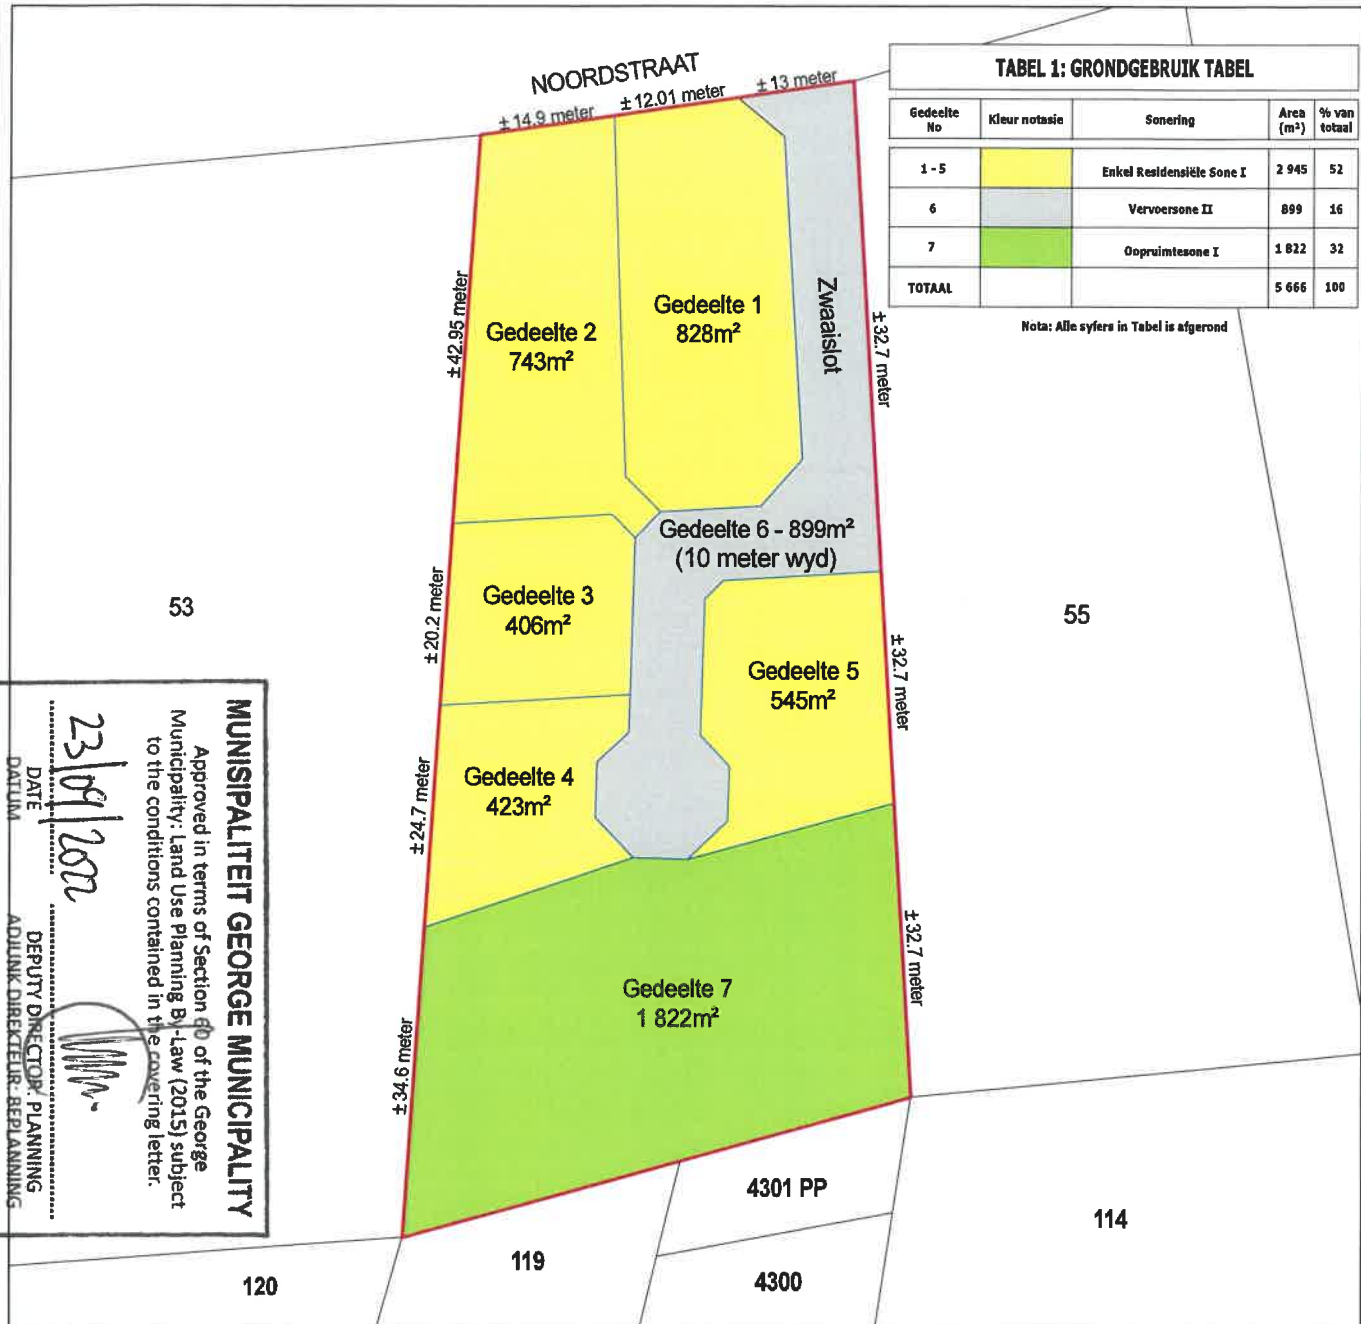 NOORDSTRAAT
± 14.9 meter
± 12.01 meter
± 13 meter
TABEL 1: GRONDGEBRUIK TABEL
Gedeelte No Kleur notasie Sonering Area (m²) % van totaal
1 - 5 Enkel Residensiële Sone I 2 945 52
6 Vervoersone II 899 16
7 Oopruimtesone I 1 822 32
TOTAAL 5 666 100
Nota: Alle syfers in Tabel is afgerond
± 42.95 meter
Gedeelte 2
743m²
Gedeelte 1
828m²
Zwaaislot
± 32.7 meter
Gedeelte 6 - 899m²
(10 meter wyd)
53
± 20.2 meter
Gedeelte 3
406m²
55
Gedeelte 5
545m²
± 32.7 meter
± 24.7 meter
Gedeelte 4
423m²
Gedeelte 7
1 822m²
± 32.7 meter
± 34.6 meter
4301 PP
114
119
4300
120
MUNISIPALITEIT GEORGE MUNICIPALITY
Approved in terms of Section 60 of the George
Municipality: Land Use Planning By-Law (2015) subject
to the conditions contained in the covering letter.
23/09/2022
DATE DEPUTY DIRECTOR: PLANNING
DATUM ADJUNK DIREKTEUR: BEPLANNING